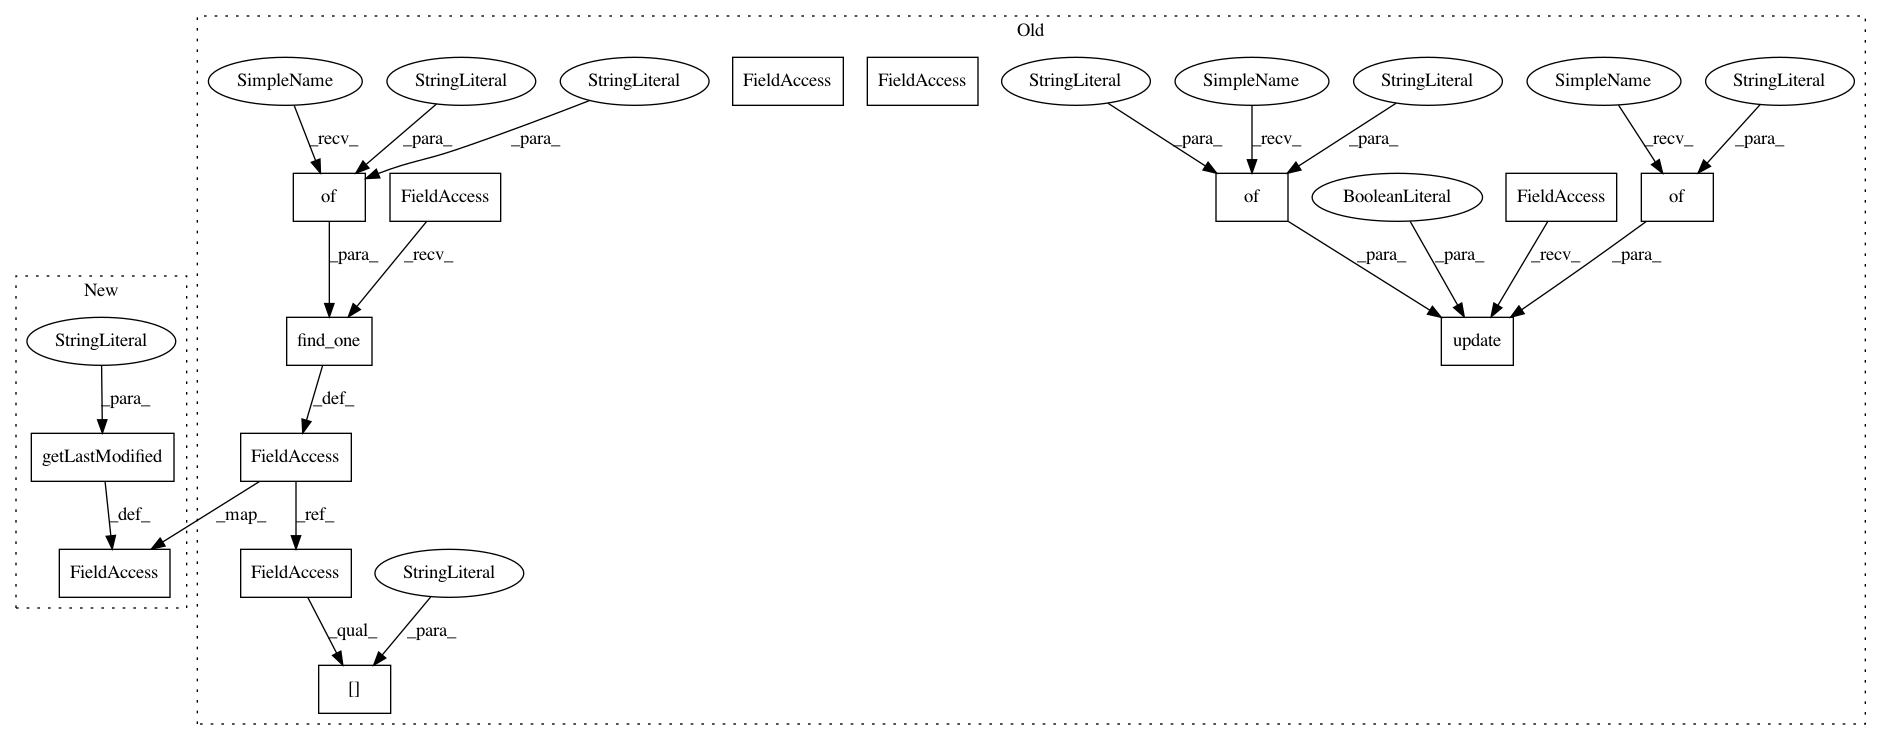 Old
SimpleName
StringLiteral
StringLiteral
FieldAccess
FieldAccess
StringLiteral
SimpleName
StringLiteral
SimpleName
StringLiteral
_recv_
_para_
_para_
_para_
_recv_
_para_
_recv_
_para_
of
FieldAccess
of
BooleanLiteral
FieldAccess
of
_para_
_recv_
_para_
_para_
_recv_
_para_
New
StringLiteral
find_one
update
_para_
_def_
getLastModified
FieldAccess
_def_
_map_
_ref_
FieldAccess
FieldAccess
StringLiteral
_qual_
_para_
[]